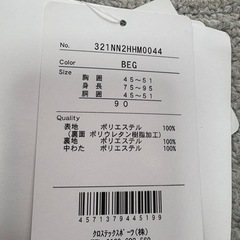 No. 321NN2HHM0044
Color BEG
Size
胸囲 45~51
身長 75~95
胴囲 45~51
90
Quality
表地 ポリエステル 100%
(裏面 ポリウレタン樹脂加工)
裏地 ポリエステル 100%
中わた ポリエステル 100%
4571379445199
クロステックスポーツ(株)